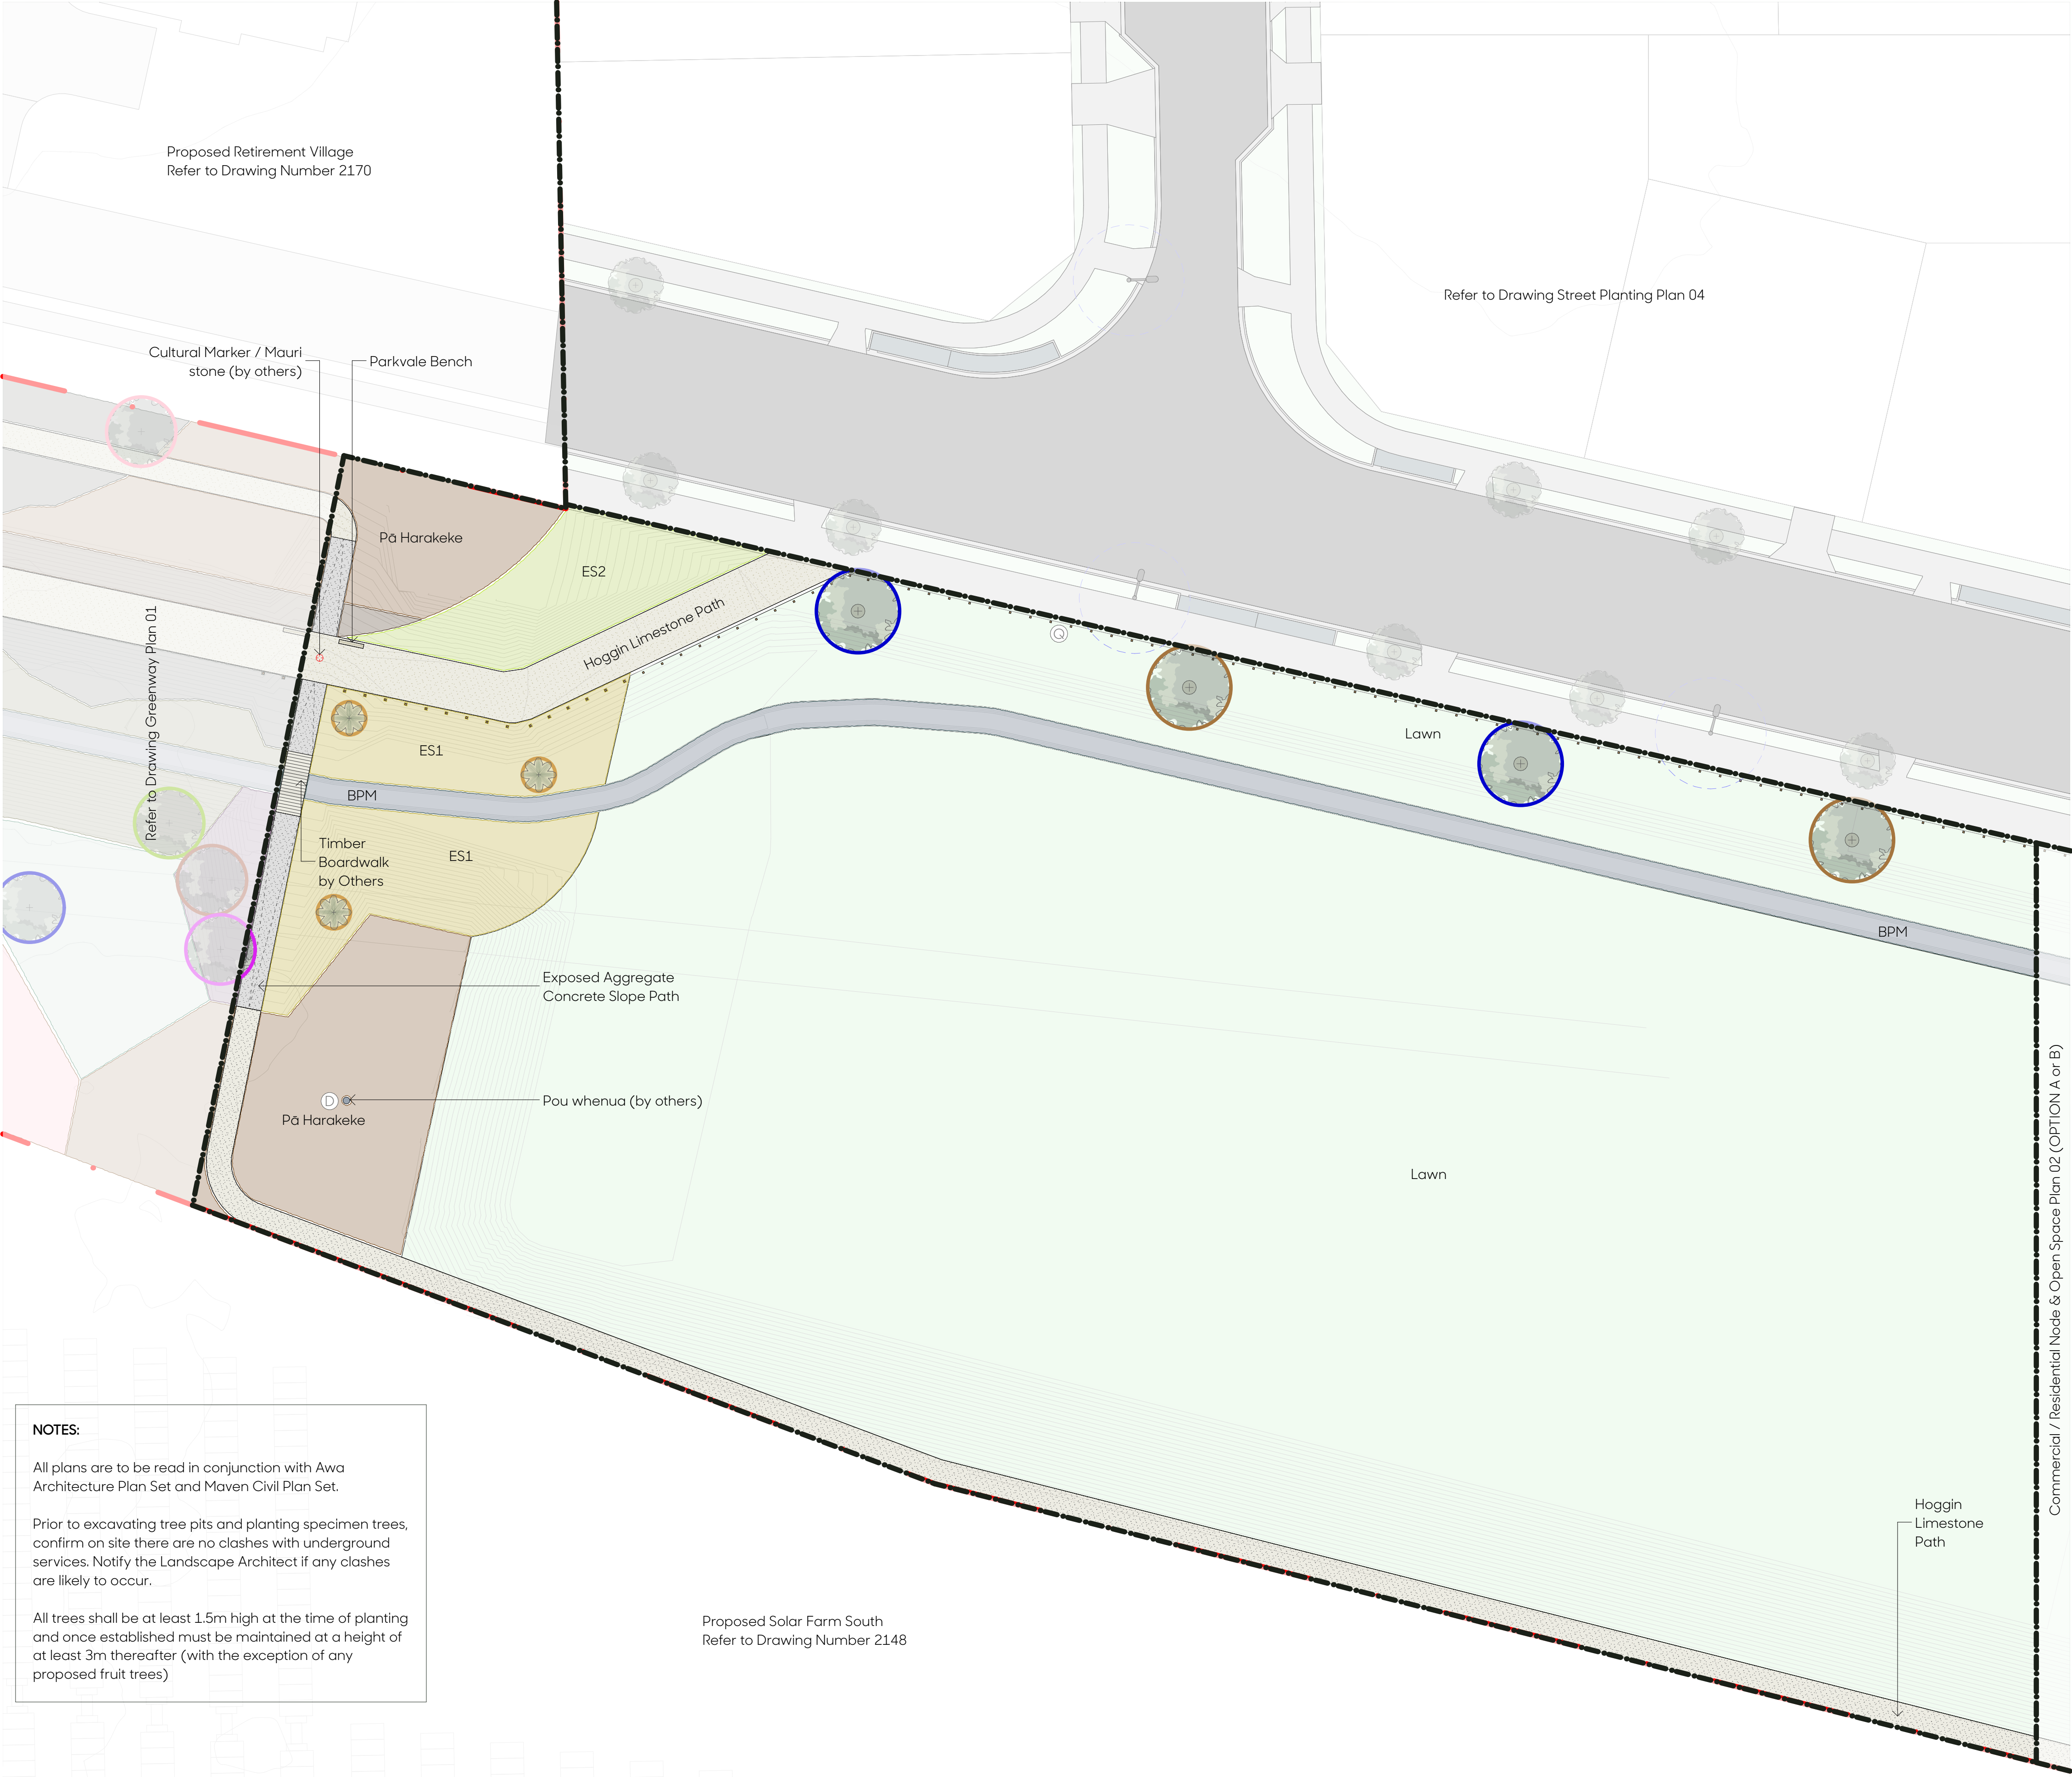 Proposed Retirement Village
Refer to Drawing Number 2170
Refer to Drawing Street Planting Plan 04
Cultural Marker / Mauri
stone (by others)
Parkvale Bench
Pā Harakeke
ES2
Hoggin Limestone Path
Refer to Drawing Greenway Plan 01
Q
Lawn
ES1
BPM
Timber
Boardwalk
by Others
ES1
BPM
Exposed Aggregate
Concrete Slope Path
D
Pou whenua (by others)
Pā Harakeke
Lawn
Commercial / Residential Node & Open Space Plan 02 (OPTION A or B)
Hoggin
Limestone
Path
NOTES:
All plans are to be read in conjunction with Awa
Architecture Plan Set and Maven Civil Plan Set.
Prior to excavating tree pits and planting specimen trees,
confirm on site there are no clashes with underground
services. Notify the Landscape Architect if any clashes
are likely to occur.
All trees shall be at least 1.5m high at the time of planting
and once established must be maintained at a height of
at least 3m thereafter (with the exception of any
proposed fruit trees)
Proposed Solar Farm South
Refer to Drawing Number 2148